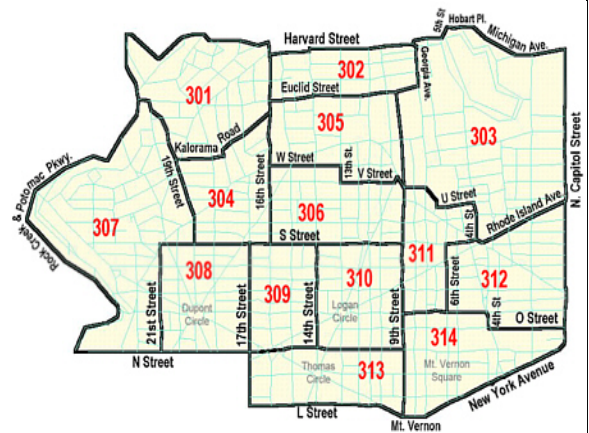 5th St
Hobart Pl.
Michigan Ave.
Harvard Street
Georgia Ave.
302
Euclid Street
301
305
303
Kalorama Road
N. Capitol Street
W Street
13th St.
V Street
19th Street
16th Street
Rock Creek & Potomac Pkwy.
304
U Street
4th St
Rhode Island Ave.
306
307
S Street
311
308
309
310
312
6th Street
21st Street
17th Street
14th Street
9th Street
Dupont
Circle
Logan
Circle
4th St
O Street
314
N Street
Thomas
Circle
313
Mt. Vernon
Square
New York Avenue
L Street
Mt. Vernon